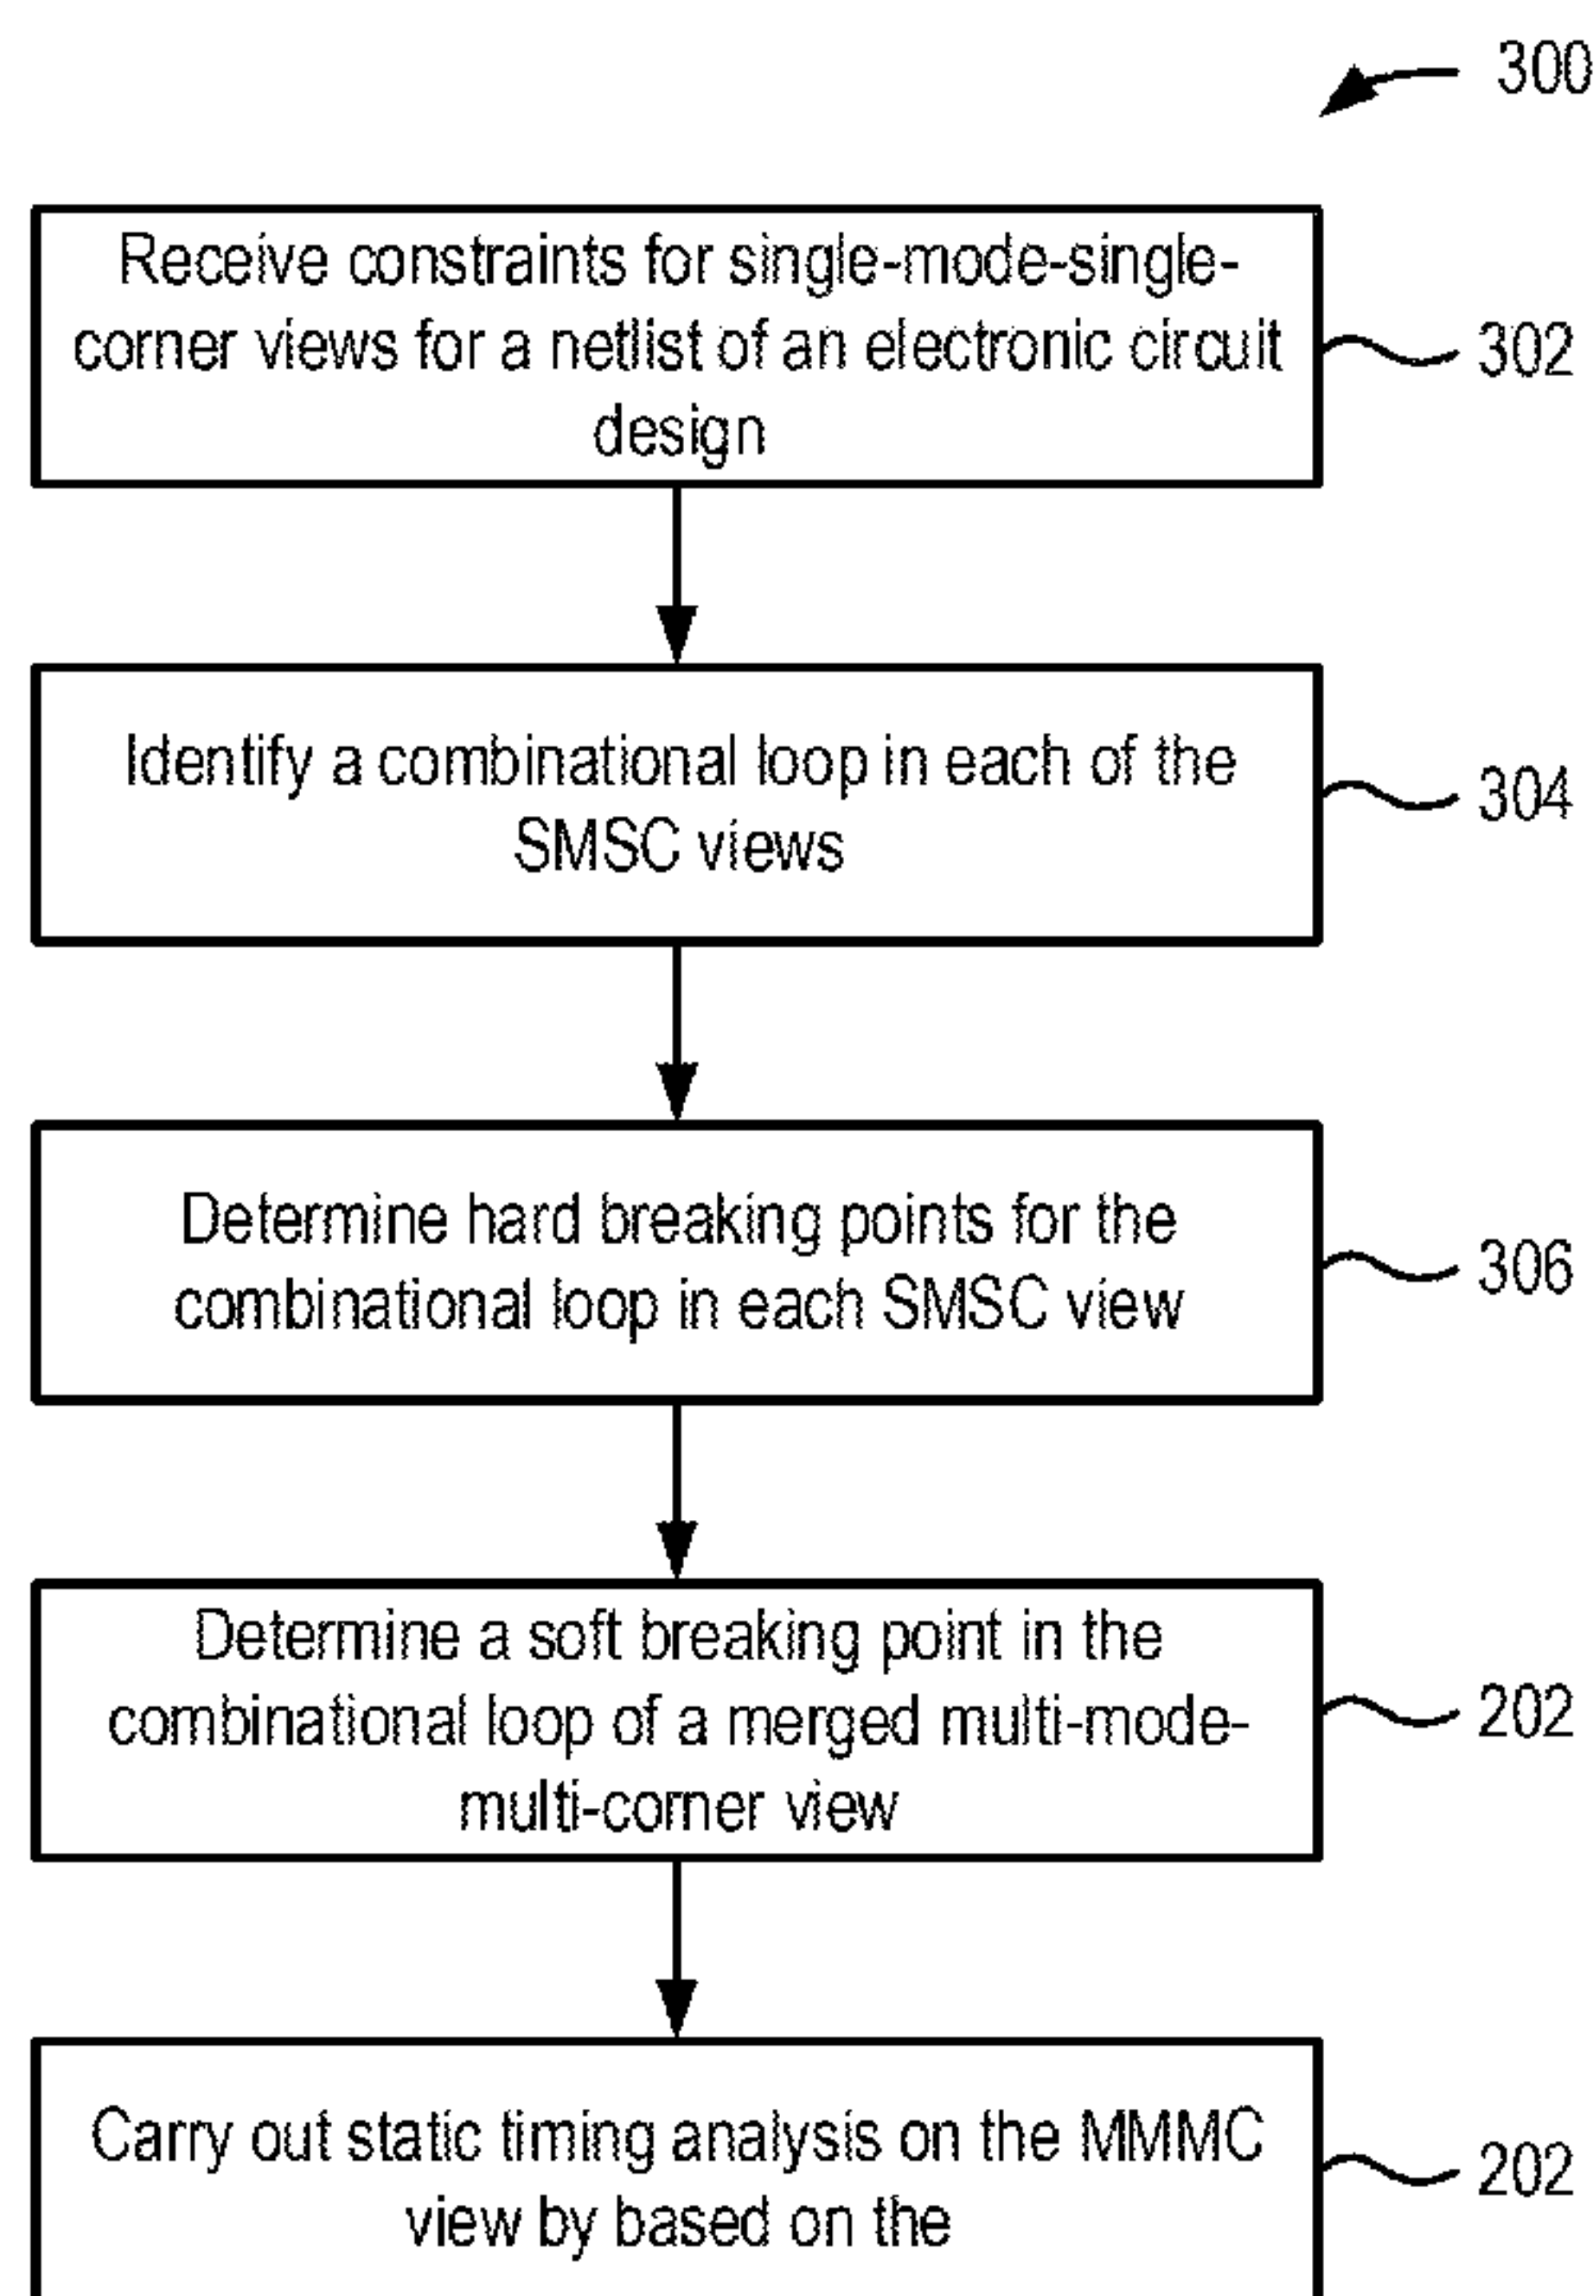 300
Receive constraints for single-mode-single-
corner views for a netlist of an electronic circuit
design
302
Identify a combinational loop in each of the
SMSC views
304
Determine hard breaking points for the
combinational loop in each SMSC view
306
Determine a soft breaking point in the
combinational loop of a merged multi-mode-
multi-corner view
202
Carry out static timing analysis on the MMMC
view by based on the
202